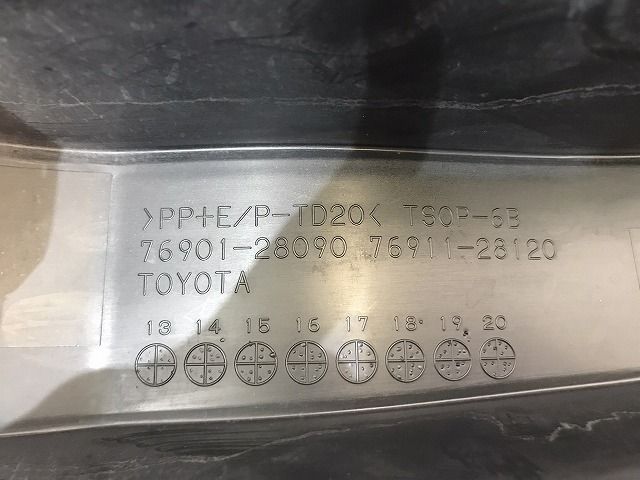 >PP+E/P-TD20< TSOP-6B
76901-28090 76911-28120
TOYOTA
13 14 15 16 17 18 19 20